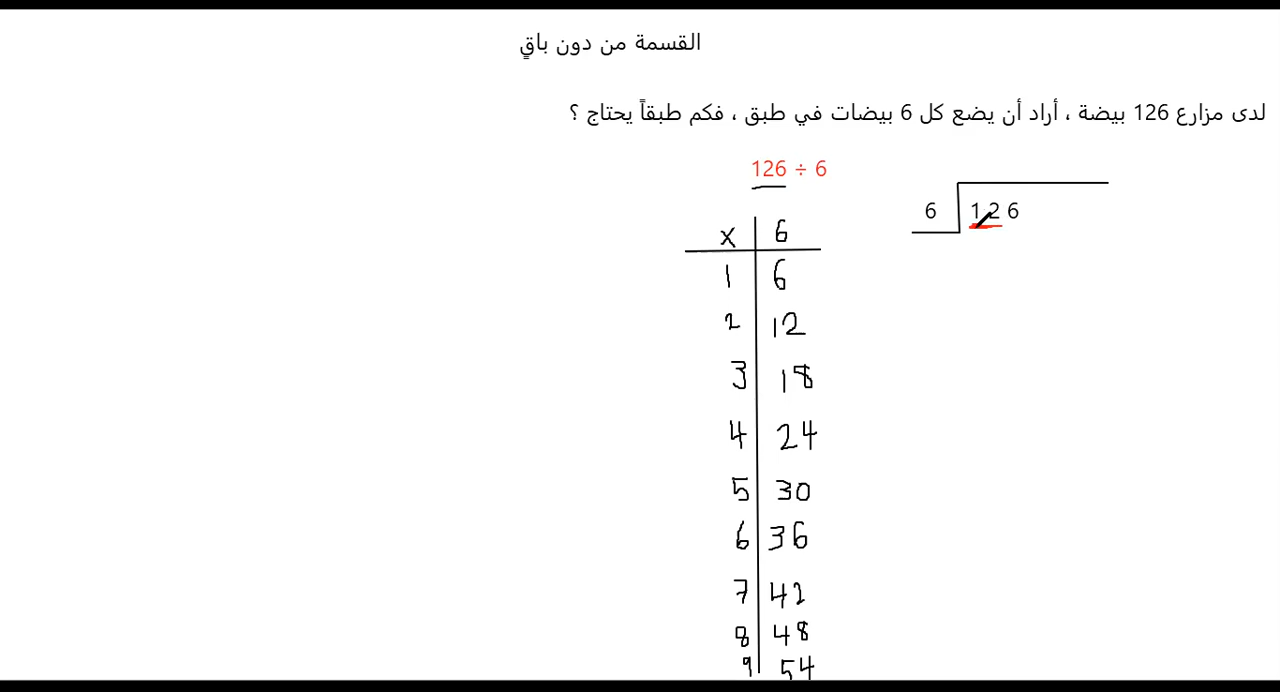 القسمة من دون باقٍ
لدى مزارع 126 بيضة ، أراد أن يضع كل 6 بيضات في طبق ، فكم طبقاً يحتاج ؟
126 ÷ 6
6 126
x 6
1 6
2 12
3 18
4 24
5 30
6 36
7 42
8 48
9 54